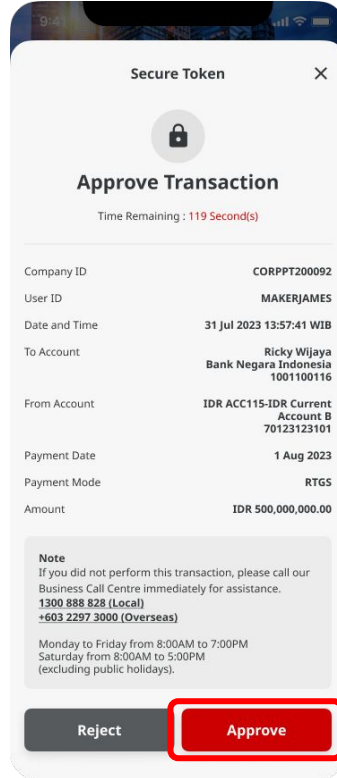 9:41
Secure Token
Approve Transaction
Time Remaining : 119 Second(s)
Company ID CORPPT200092
User ID MAKERJAMES
Date and Time 31 Jul 2023 13:57:41 WIB
To Account Ricky Wijaya
Bank Negara Indonesia
1001100116
From Account IDR ACC115-IDR Current
Account B
70123123101
Payment Date 1 Aug 2023
Payment Mode RTGS
Amount IDR 500,000,000.00
Note
If you did not perform this transaction, please call our
Business Call Centre immediately for assistance.
1300 888 828 (Local)
+603 2297 3000 (Overseas)
Monday to Friday from 8:00AM to 7:00PM
Saturday from 8:00AM to 5:00PM
(excluding public holidays).
Reject Approve